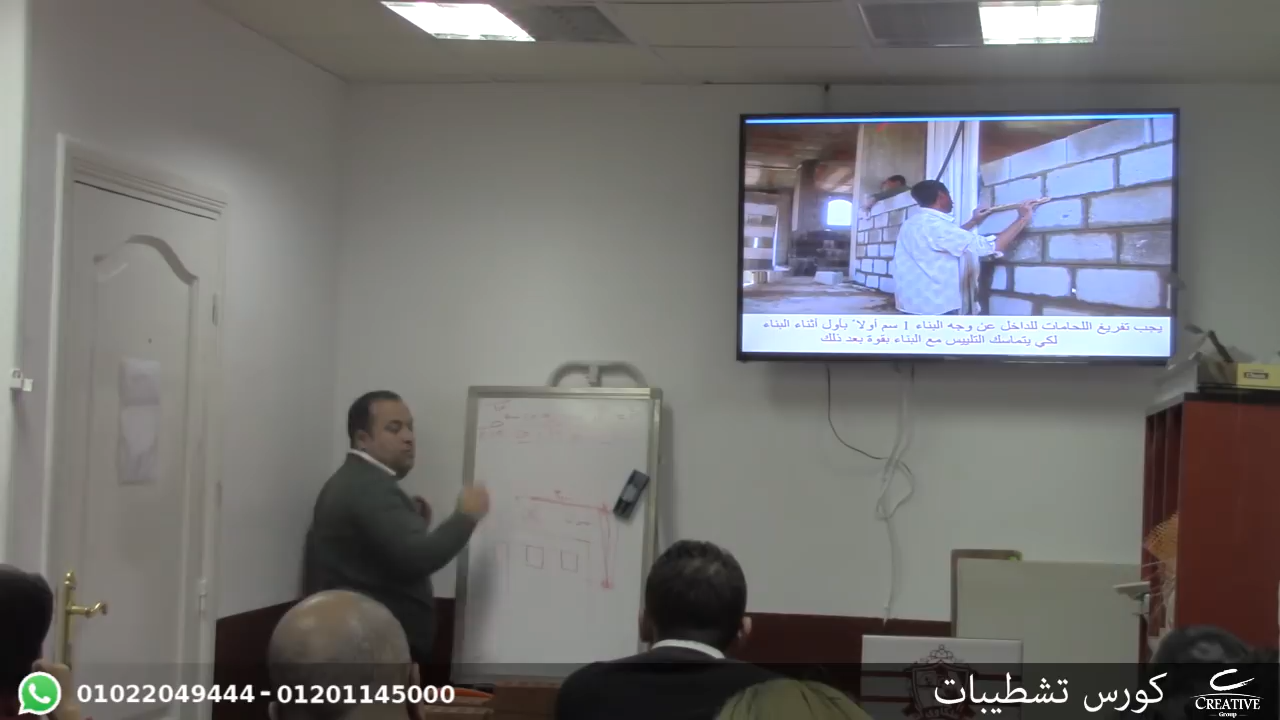 يجب تفريغ اللحامات للداخل عن وجه البناء 1 سم أولا" بأول أثناء البناء
لكي يتماسك التلييس مع البناء بقوة بعد ذلك
01022049444 - 01201145000
كورس تشطيبات
CREATIVE
Group